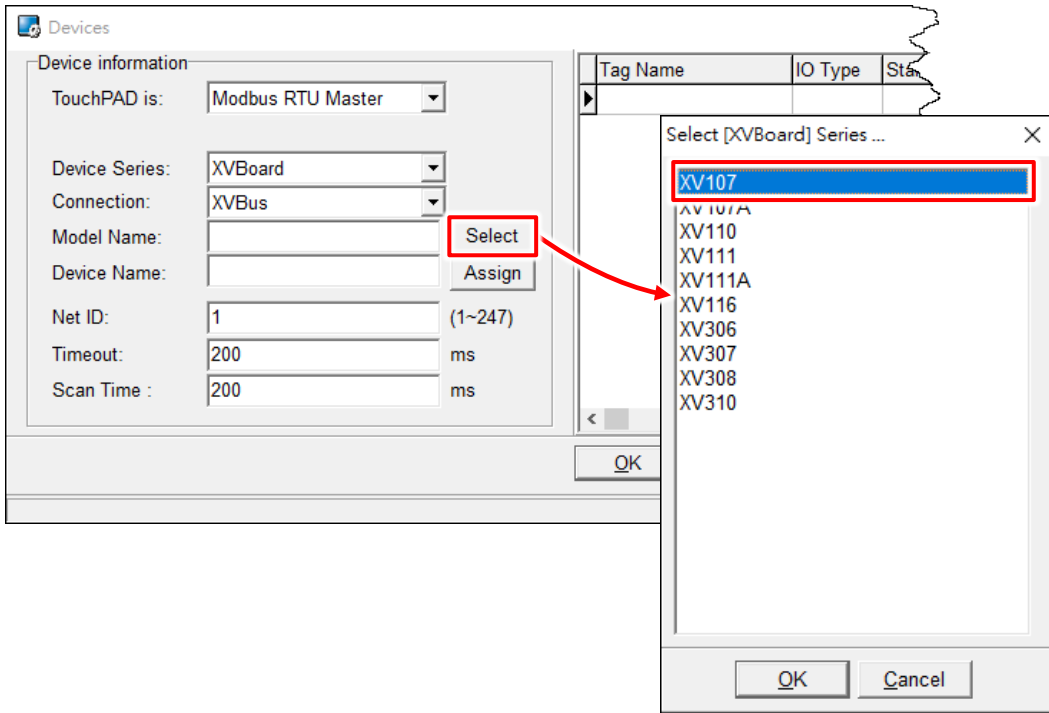 Devices
Device information
TouchPAD is: Modbus RTU Master
Device Series: XVBoard
Connection: XVBus
Model Name: Select
Device Name: Assign
Net ID: 1 (1~247)
Timeout: 200 ms
Scan Time : 200 ms
Tag Name IO Type
OK
Select [XVBoard] Series ...
XV107
XV107A
XV110
XV111
XV111A
XV116
XV306
XV307
XV308
XV310
OK Cancel